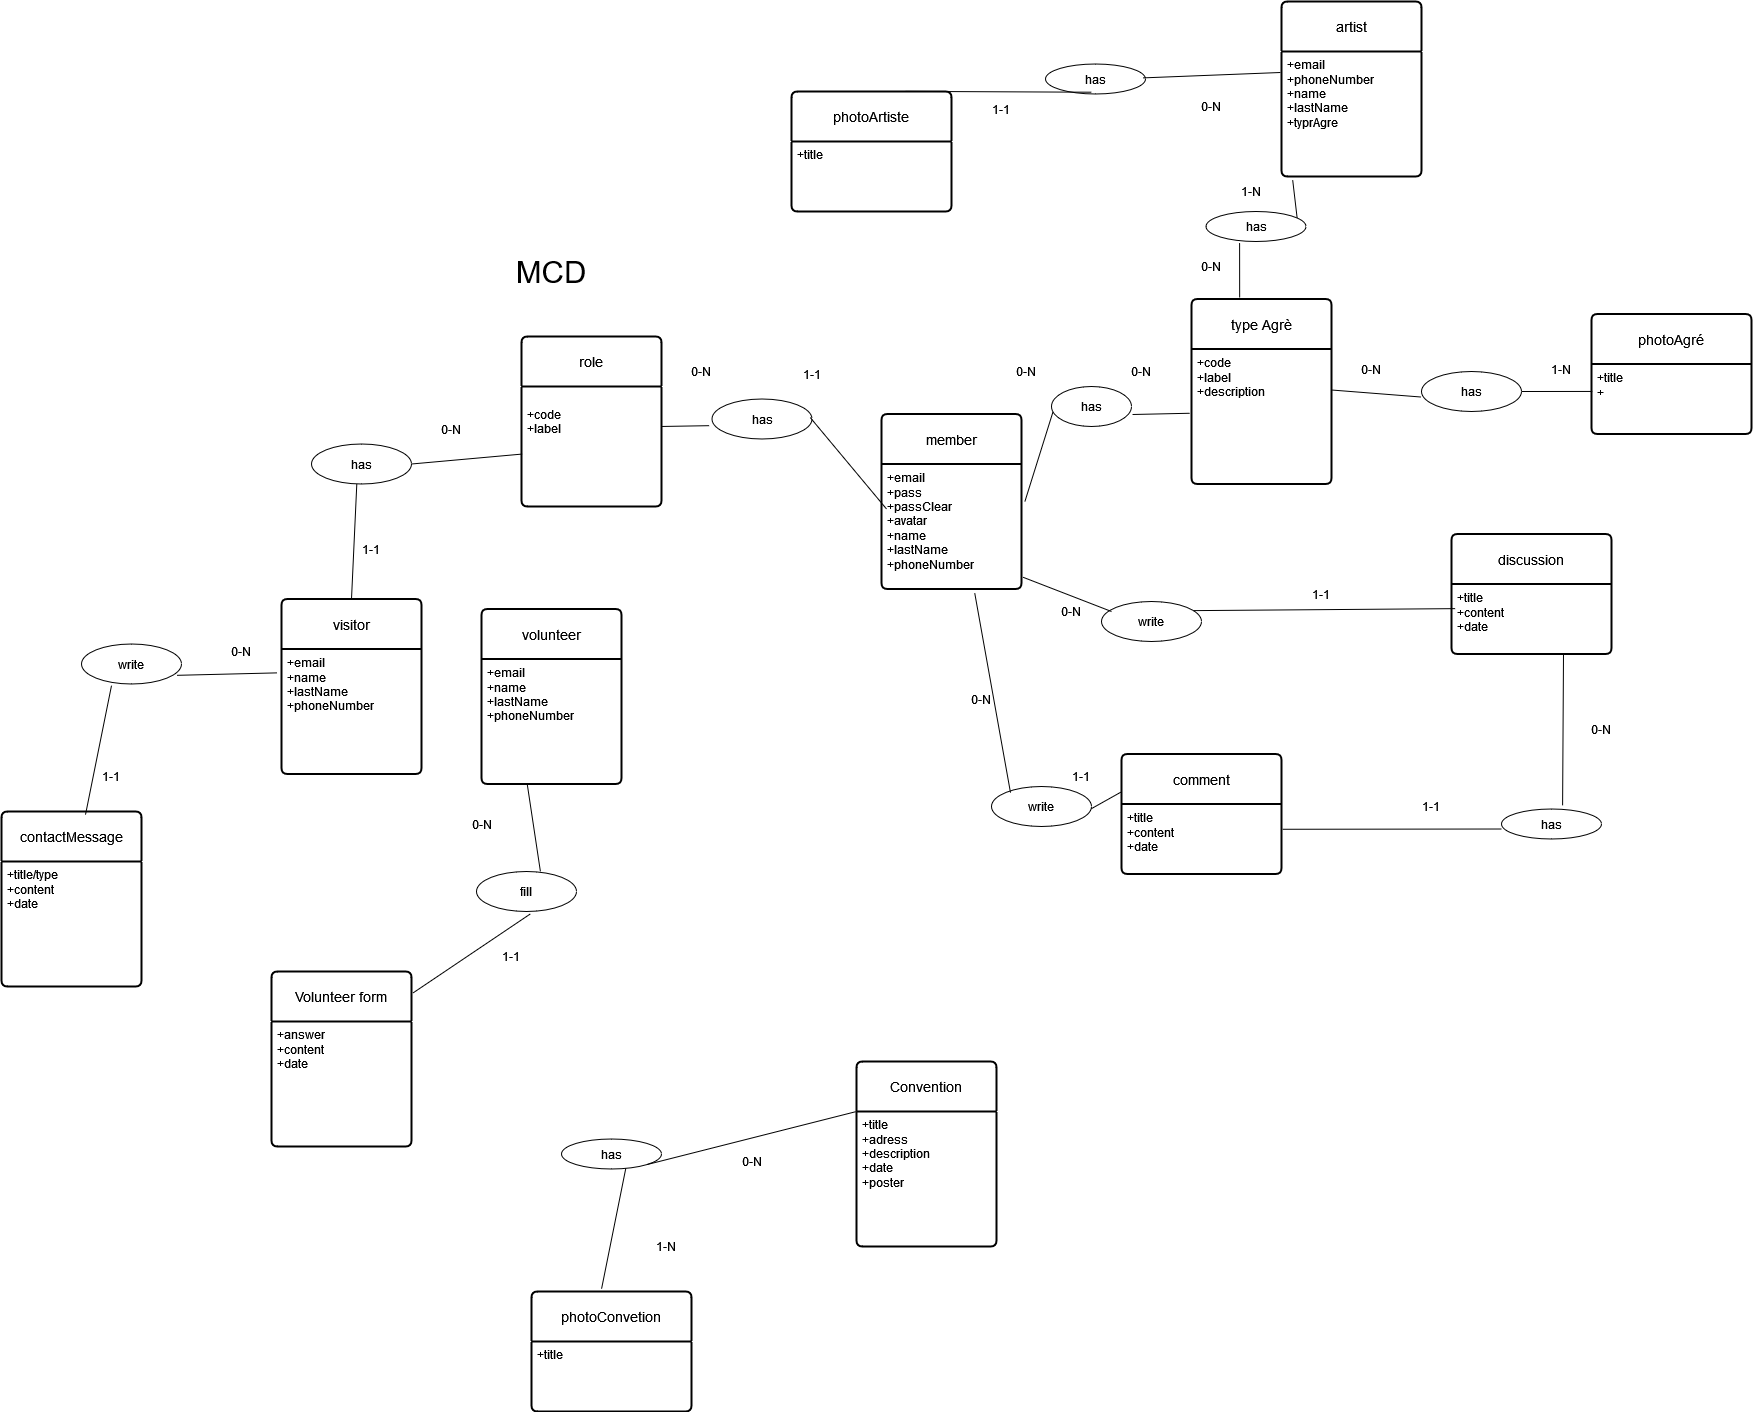 artist
+email
+phoneNumber
+name
+lastName
+typrAgre
has
1-1
0-N
photoArtiste
+title
1-N
has
0-N
MCD
type Agrè
+code
+label
+description
0-N
has
1-N
photoAgré
+title
+
role
+code
+label
0-N
has
1-1
0-N
has
0-N
member
+email
+pass
+passClear
+avatar
+name
+lastName
+phoneNumber
0-N
has
1-1
discussion
+title
+content
+date
0-N
write
1-1
visitor
+email
+name
+lastName
+phoneNumber
write
0-N
1-1
volunteer
+email
+name
+lastName
+phoneNumber
0-N
fill
1-1
0-N
write
1-1
comment
+title
+content
+date
1-1
has
0-N
contactMessage
+title/type
+content
+date
Volunteer form
+answer
+content
+date
Convention
+title
+adress
+description
+date
+poster
has
0-N
1-N
photoConvetion
+title